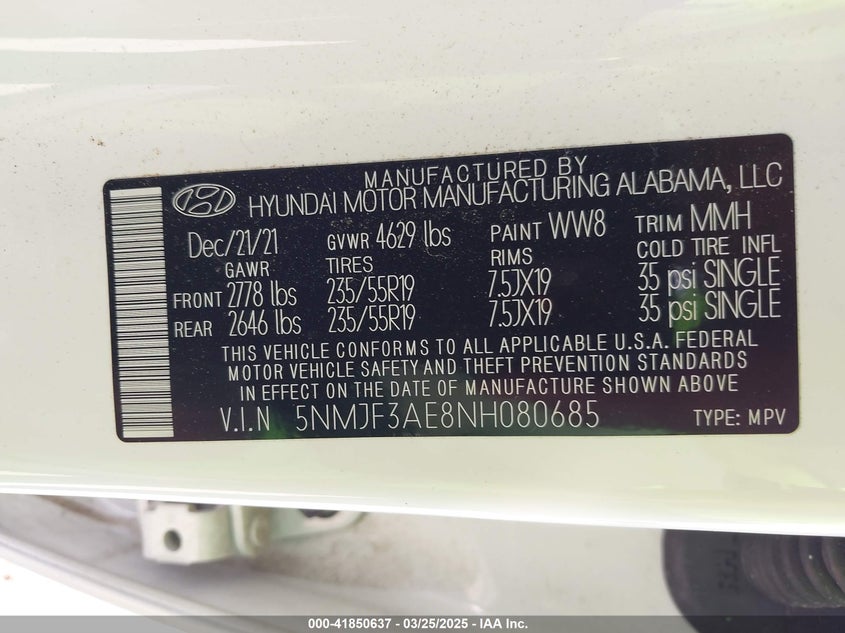 MANUFACTURED BY
HYUNDAI MOTOR MANUFACTURING ALABAMA, LLC
Dec/21/21 GVWR 4629 lbs PAINT WW8 TRIM MMH
GAWR TIRES RIMS COLD TIRE INFL
FRONT 2778 lbs 235/55R19 7.5JX19 35 psi SINGLE
REAR 2646 lbs 235/55R19 7.5JX19 35 psi SINGLE
THIS VEHICLE CONFORMS TO ALL APPLICABLE U.S.A. FEDERAL
MOTOR VEHICLE SAFETY AND THEFT PREVENTION STANDARDS
IN EFFECT ON THE DATE OF MANUFACTURE SHOWN ABOVE
V.I.N 5NMJF3AE8NH080685 TYPE: MPV
000-41850637 - 03/25/2025 - IAA Inc.